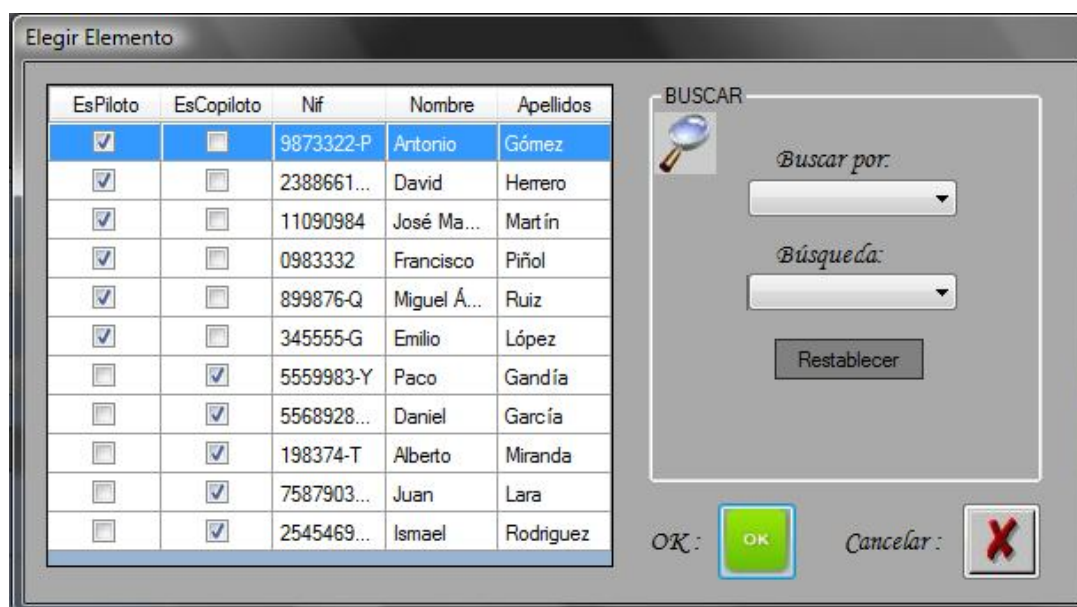 Elegir Elemento
EsPiloto EsCopiloto Nif Nombre Apellidos
9873322-P Antonio Gómez
2388661... David Herrero
11090984 José Ma... Martín
0983332 Francisco Piñol
899876-Q Miguel Á... Ruiz
345555-G Emilio López
5559983-Y Paco Gandía
5568928... Daniel García
198374-T Alberto Miranda
7587903... Juan Lara
2545469... Ismael Rodriguez
BUSCAR
Buscar por:
Búsqueda:
Restablecer
OK : OK Cancelar :